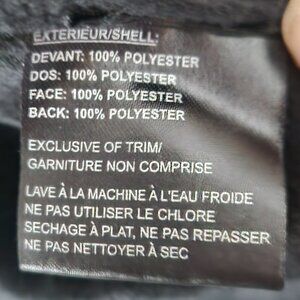 EXTERIEUR/SHELL:
DEVANT: 100% POLYESTER
DOS: 100% POLYESTER
FACE: 100% POLYESTER
BACK: 100% POLYESTER
EXCLUSIVE OF TRIM/
GARNITURE NON COMPRISE
LAVE À LA MACHINE À L'EAU FROIDE
NE PAS UTILISER LE CHLORE
SECHAGE À PLAT, NE PAS REPASSER
NE PAS NETTOYER À SEC